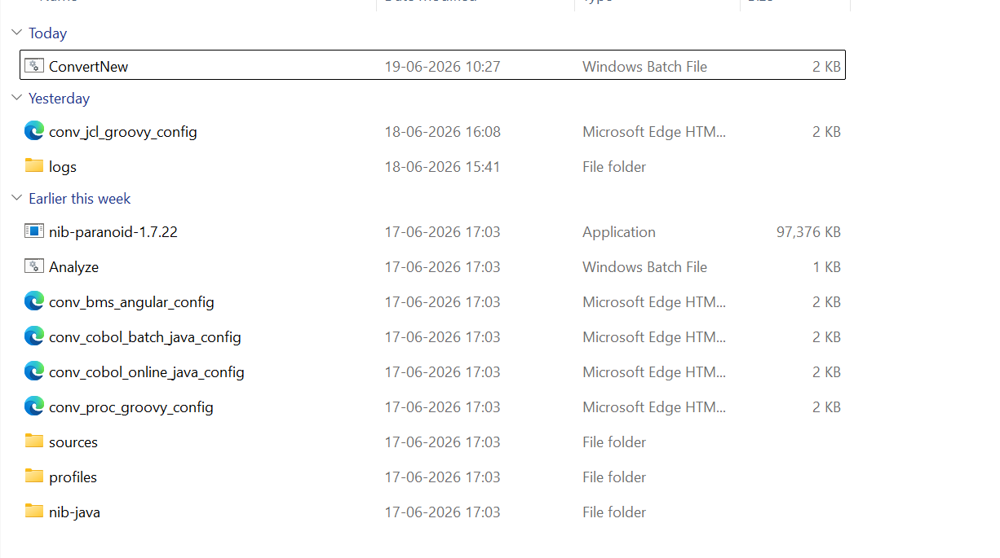 Name Date modified Type Size
Today
ConvertNew 19-06-2026 10:27 Windows Batch File 2 KB
Yesterday
conv_jcl_groovy_config 18-06-2026 16:08 Microsoft Edge HTM... 2 KB
logs 18-06-2026 15:41 File folder
Earlier this week
nib-paranoid-1.7.22 17-06-2026 17:03 Application 97,376 KB
Analyze 17-06-2026 17:03 Windows Batch File 1 KB
conv_bms_angular_config 17-06-2026 17:03 Microsoft Edge HTM... 2 KB
conv_cobol_batch_java_config 17-06-2026 17:03 Microsoft Edge HTM... 2 KB
conv_cobol_online_java_config 17-06-2026 17:03 Microsoft Edge HTM... 2 KB
conv_proc_groovy_config 17-06-2026 17:03 Microsoft Edge HTM... 2 KB
sources 17-06-2026 17:03 File folder
profiles 17-06-2026 17:03 File folder
nib-java 17-06-2026 17:03 File folder